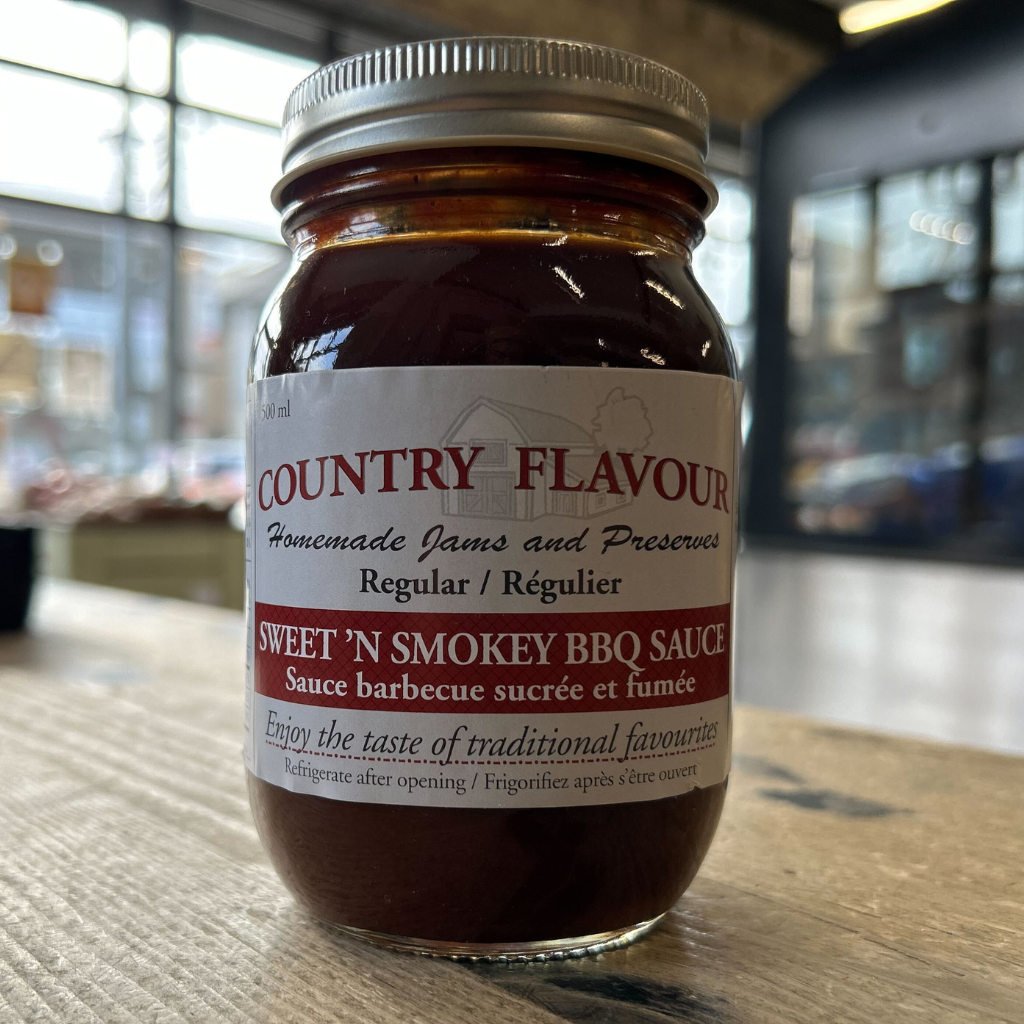 500 ml
COUNTRY FLAVOUR
Homemade Jams and Preserves
Regular / Régulier
SWEET 'N SMOKEY BBQ SAUCE
Sauce barbecue sucrée et fumée
Enjoy the taste of traditional favourites
Refrigerate after opening / Frigorifiez après s'être ouvert